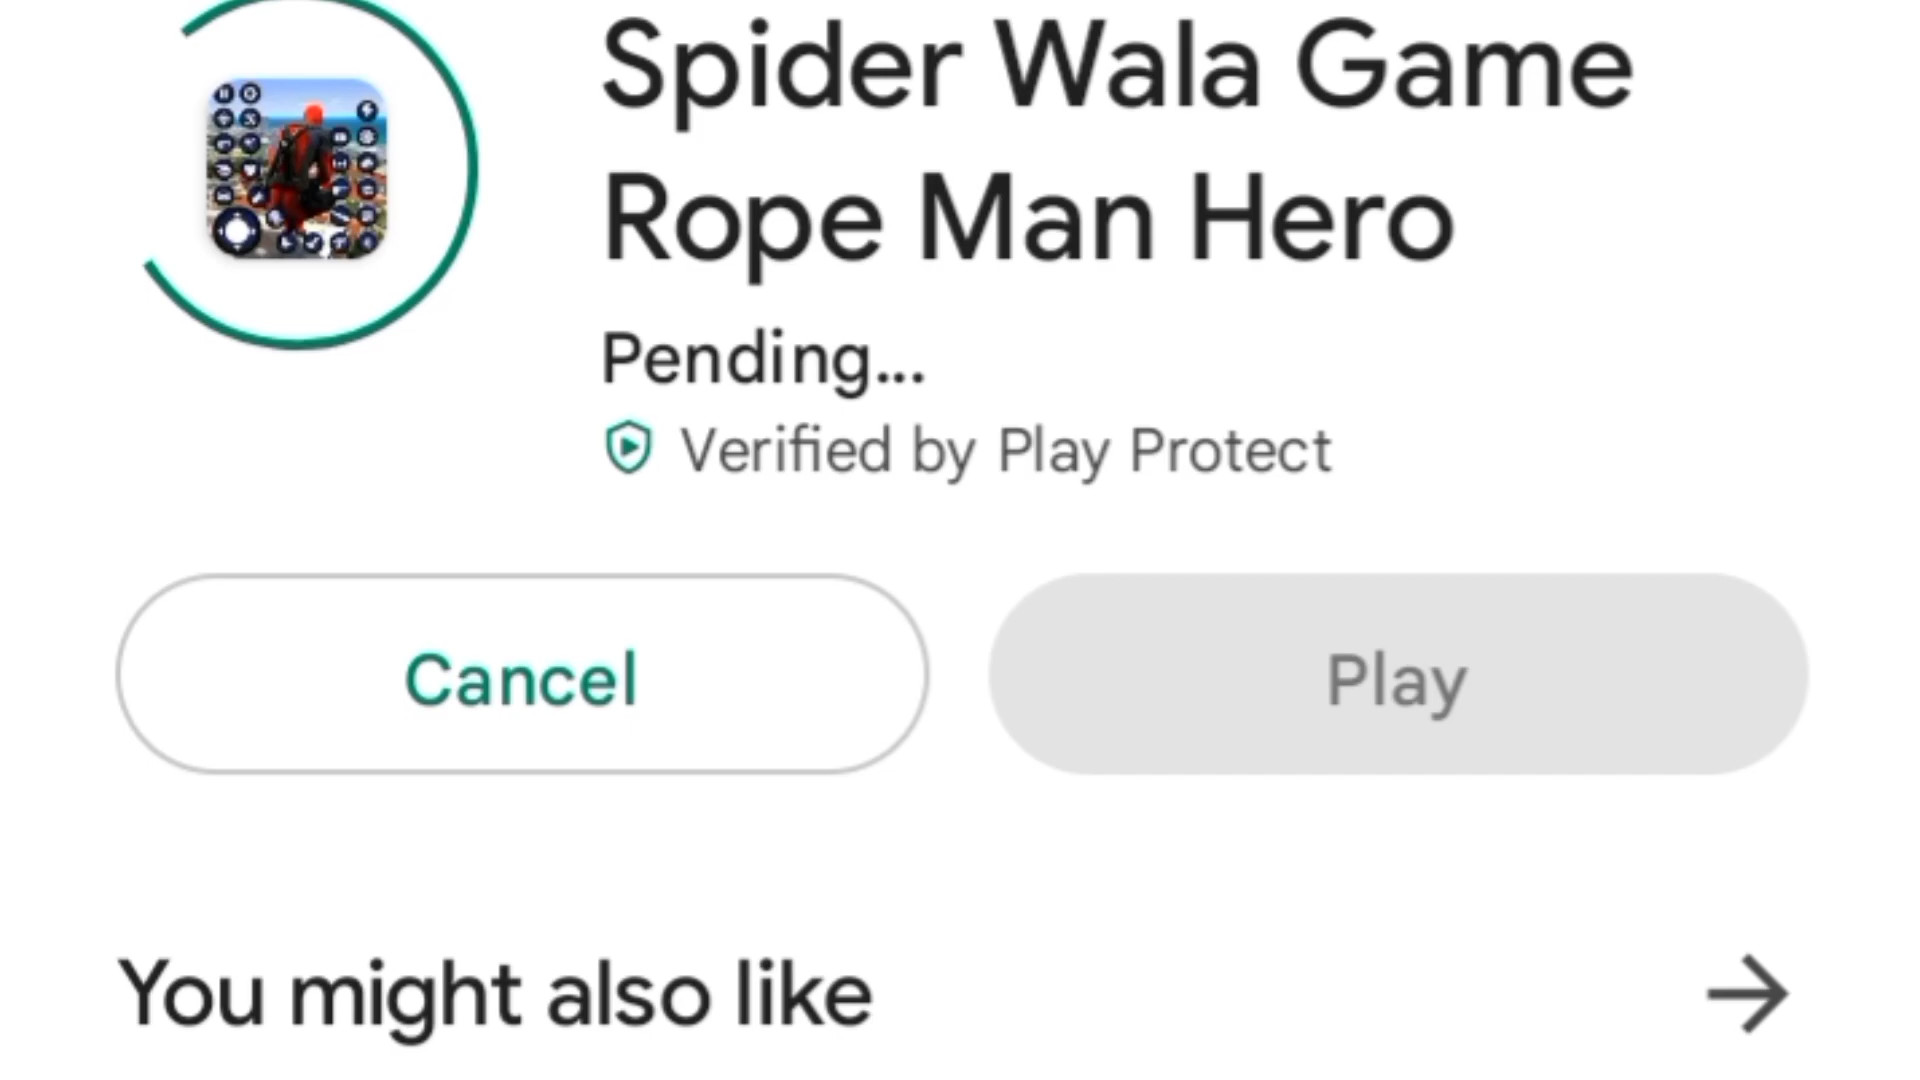 Spider Wala Game
Rope Man Hero
Pending...
Verified by Play Protect
Cancel
Play
You might also like